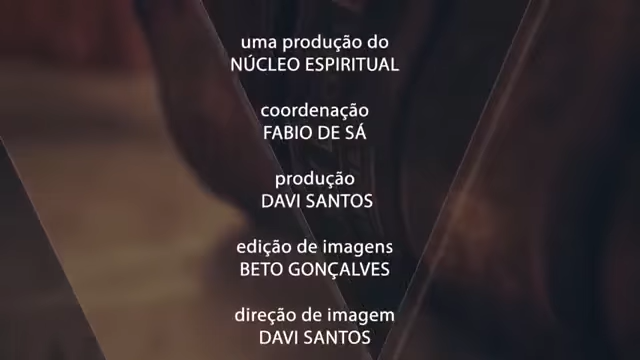 uma produção do
NÚCLEO ESPIRITUAL
coordenação
FABIO DE SÁ
produção
DAVI SANTOS
edição de imagens
BETO GONÇALVES
direção de imagem
DAVI SANTOS